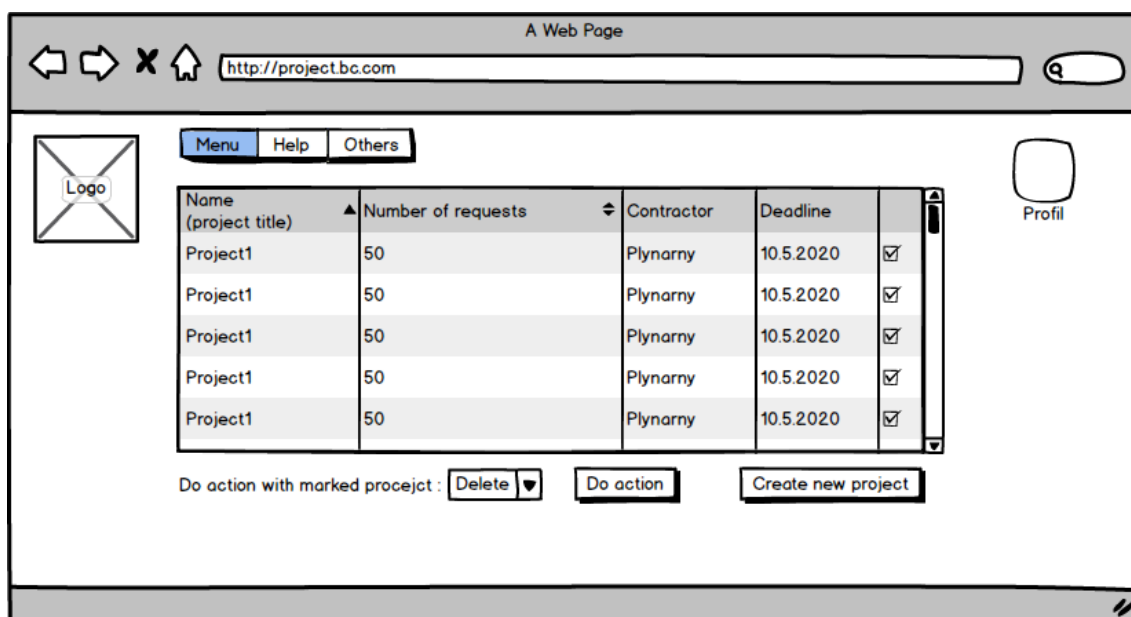 A Web Page
http://project.bc.com
Logo
Menu Help Others
Profil
Name
(project title) Number of requests Contractor Deadline
Project1 50 Plynarny 10.5.2020
Project1 50 Plynarny 10.5.2020
Project1 50 Plynarny 10.5.2020
Project1 50 Plynarny 10.5.2020
Project1 50 Plynarny 10.5.2020
Do action with marked procejct : Delete Do action Create new project